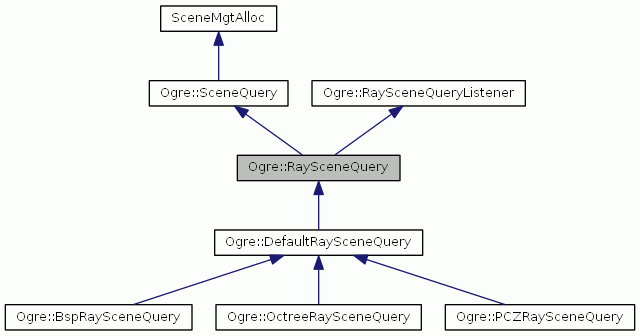 SceneMgtAlloc
Ogre::SceneQuery
Ogre::RaySceneQueryListener
Ogre::RaySceneQuery
Ogre::DefaultRaySceneQuery
Ogre::BspRaySceneQuery
Ogre::OctreeRaySceneQuery
Ogre::PCZRaySceneQuery